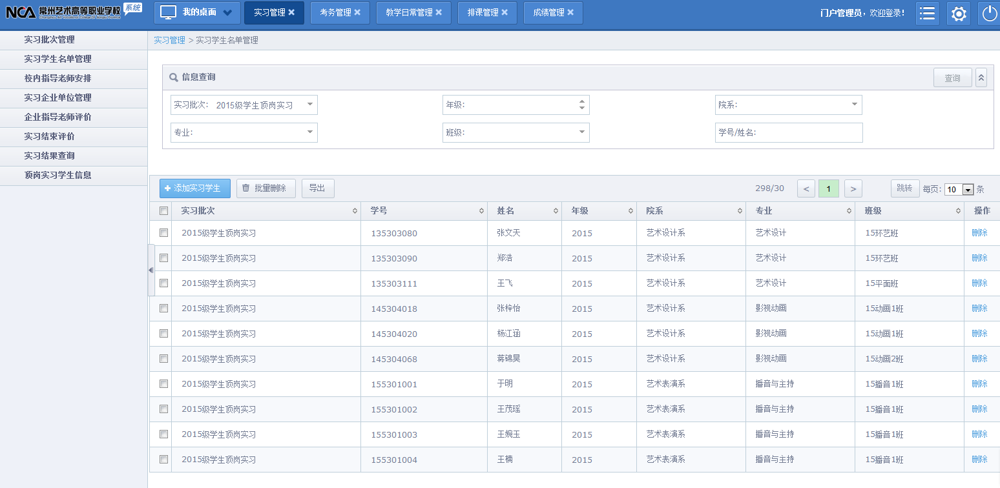 NCA 常州艺术高等职业学校 系统 我的桌面 实习管理 考务管理 教学日常管理 排课管理 成绩管理 门户管理员，欢迎登录！
实习批次管理
实习学生名单管理
校内指导老师安排
实习企业单位管理
企业指导老师评价
实习结束评价
实习结果查询
顶岗实习学生信息
实习管理 > 实习学生名单管理
信息查询 查询
实习批次： 2015级学生顶岗实习 年级： 院系：
专业： 班级： 学号/姓名：
添加实习学生 批量删除 导出 298/30 < 1 > 跳转 每页： 10 条
实习批次 学号 姓名 年级 院系 专业 班级 操作
2015级学生顶岗实习 135303080 张文天 2015 艺术设计系 艺术设计 15环艺班 删除
2015级学生顶岗实习 135303090 郑浩 2015 艺术设计系 艺术设计 15环艺班 删除
2015级学生顶岗实习 135303111 王飞 2015 艺术设计系 艺术设计 15平面班 删除
2015级学生顶岗实习 145304018 张梓怡 2015 艺术设计系 影视动画 15动画1班 删除
2015级学生顶岗实习 145304020 杨江涵 2015 艺术设计系 影视动画 15动画1班 删除
2015级学生顶岗实习 145304068 蒋锦昊 2015 艺术设计系 影视动画 15动画2班 删除
2015级学生顶岗实习 155301001 于明 2015 艺术表演系 播音与主持 15播音1班 删除
2015级学生顶岗实习 155301002 王茂瑶 2015 艺术表演系 播音与主持 15播音1班 删除
2015级学生顶岗实习 155301003 王婉玉 2015 艺术表演系 播音与主持 15播音1班 删除
2015级学生顶岗实习 155301004 王楠 2015 艺术表演系 播音与主持 15播音1班 删除